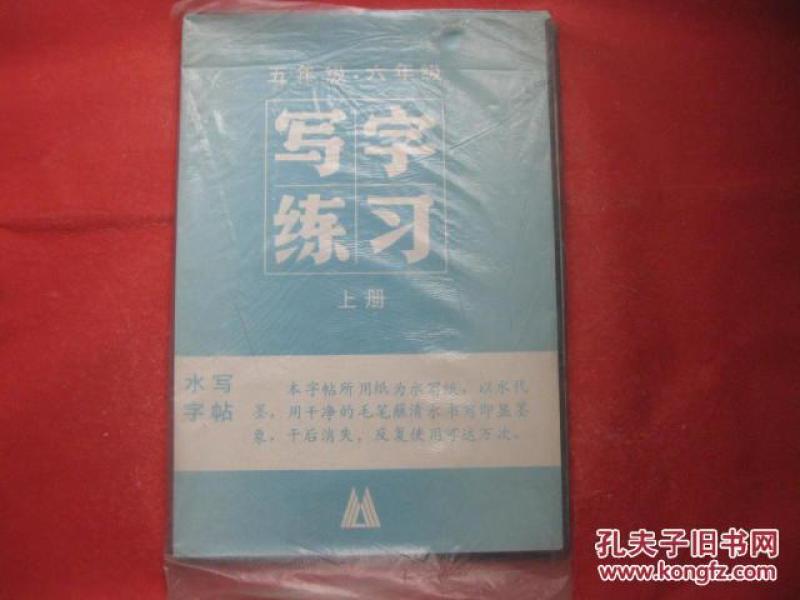 五年级·六年级
写字
练习
上册
水写
字帖
本字帖所用纸为水写纸，以水代
墨，用干净的毛笔蘸清水书写即显墨
象，干后消失，反复使用可达万次。
孔夫子旧书网
www.kongfz.com